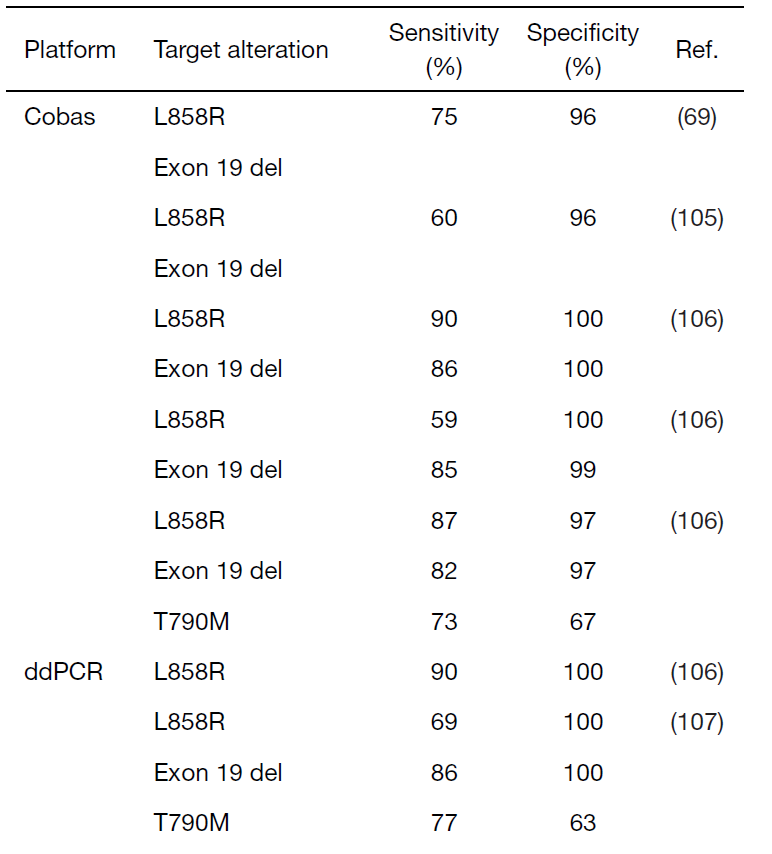 Platform Target alteration Sensitivity (%) Specificity (%) Ref.
Cobas L858R 75 96 (69)
Exon 19 del
L858R 60 96 (105)
Exon 19 del
L858R 90 100 (106)
Exon 19 del 86 100
L858R 59 100 (106)
Exon 19 del 85 99
L858R 87 97 (106)
Exon 19 del 82 97
T790M 73 67
ddPCR L858R 90 100 (106)
L858R 69 100 (107)
Exon 19 del 86 100
T790M 77 63